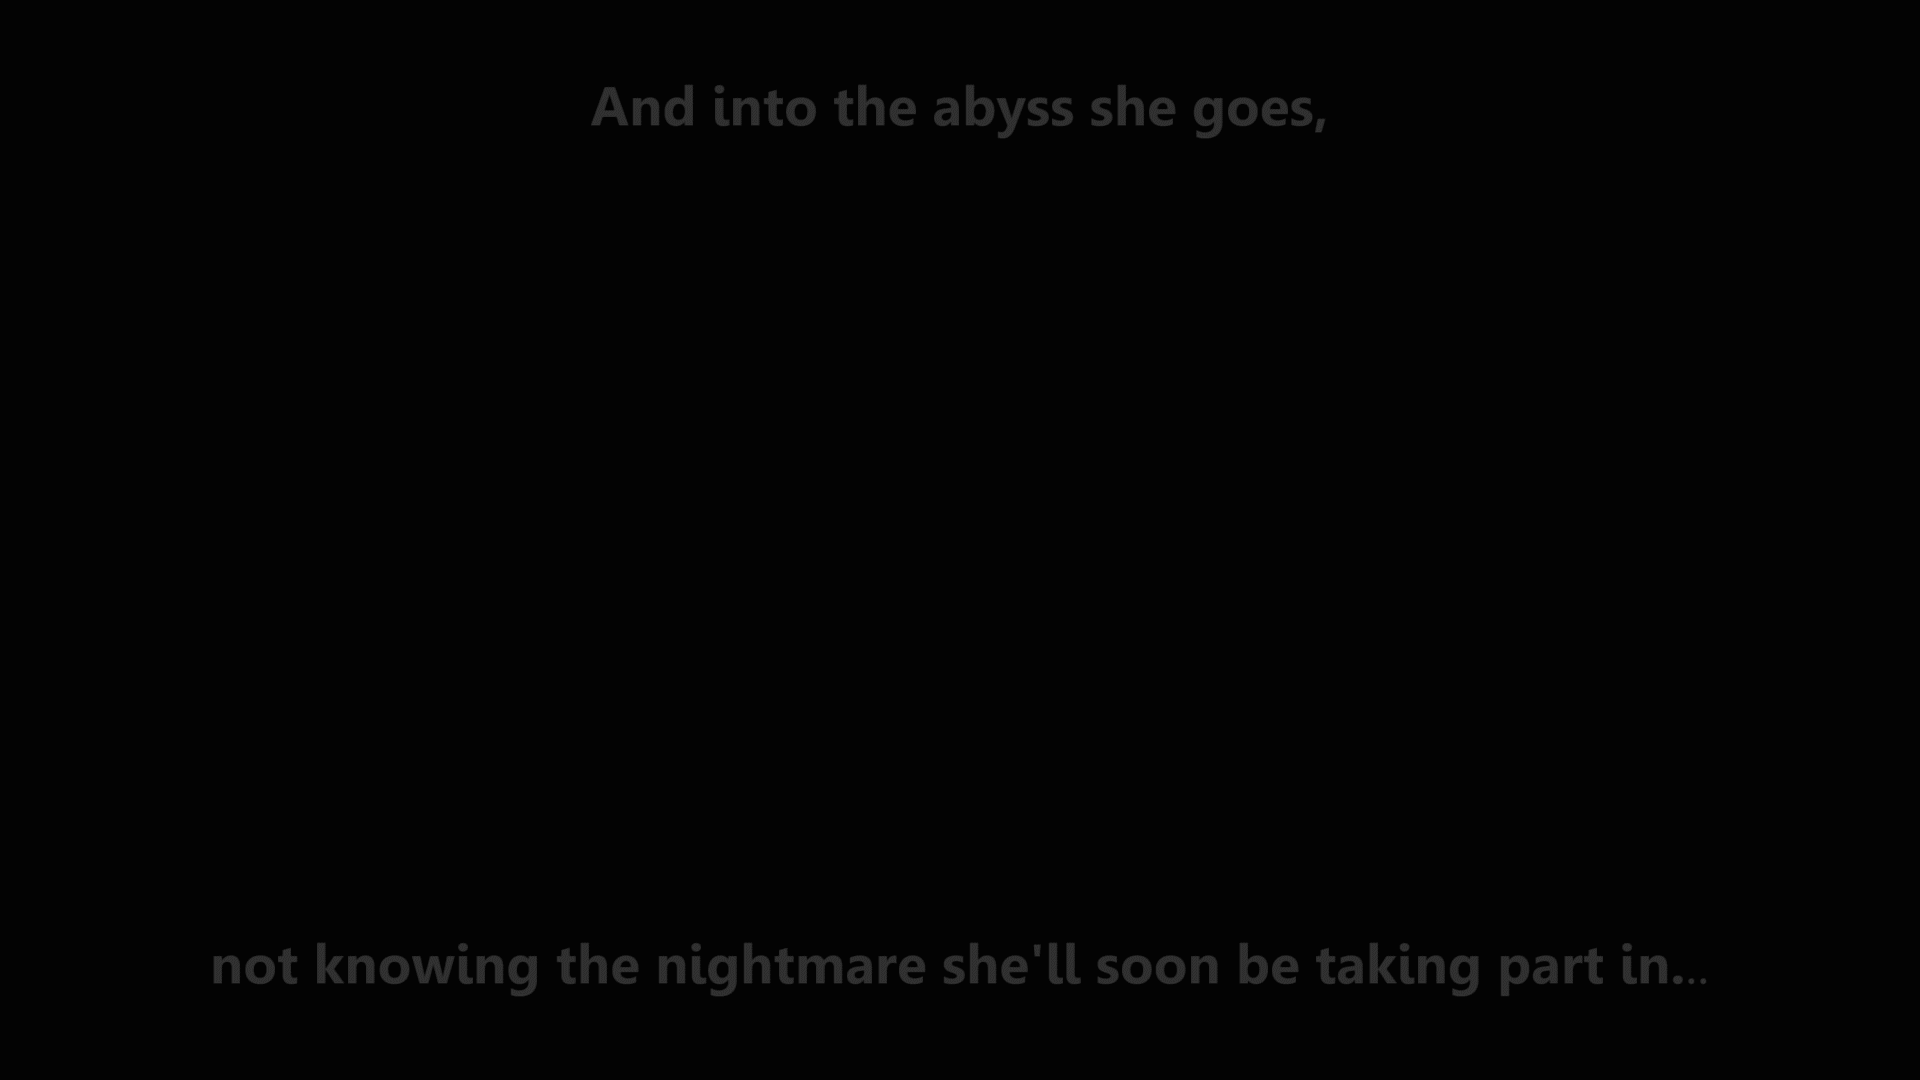 And into the abyss she goes,
not knowing the nightmare she'll soon be taking part in...